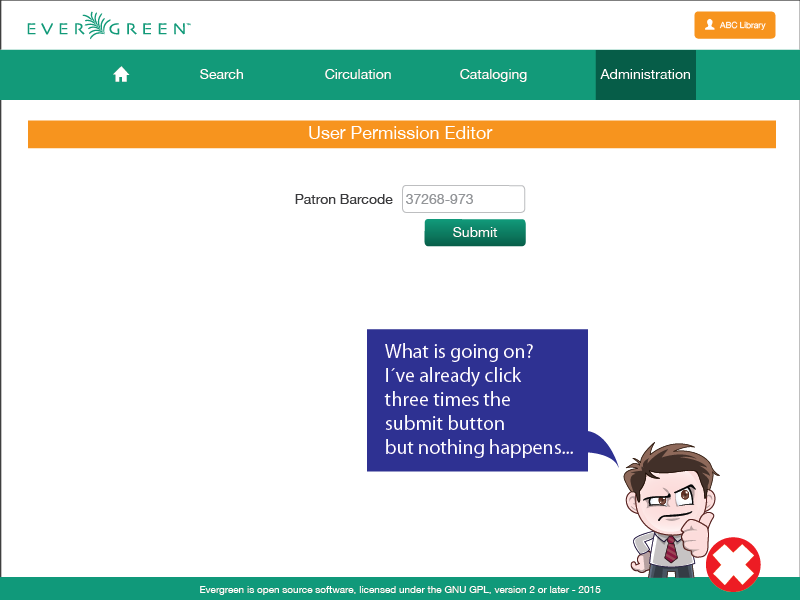 EVERGREEN™
ABC Library
Search
Circulation
Cataloging
Administration
User Permission Editor
Patron Barcode
37268-973
Submit
What is going on?
I´ve already click
three times the
submit button
but nothing happens...
Evergreen is open source software, licensed under the GNU GPL, version 2 or later - 2015